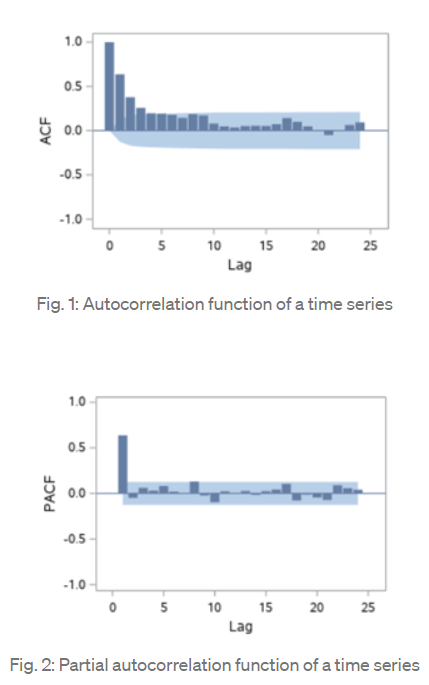 1.0
0.5
ACF
0.0
-0.5
-1.0
0 5 10 15 20 25
Lag
Fig. 1: Autocorrelation function of a time series
1.0
0.5
PACF
0.0
-0.5
-1.0
0 5 10 15 20 25
Lag
Fig. 2: Partial autocorrelation function of a time series